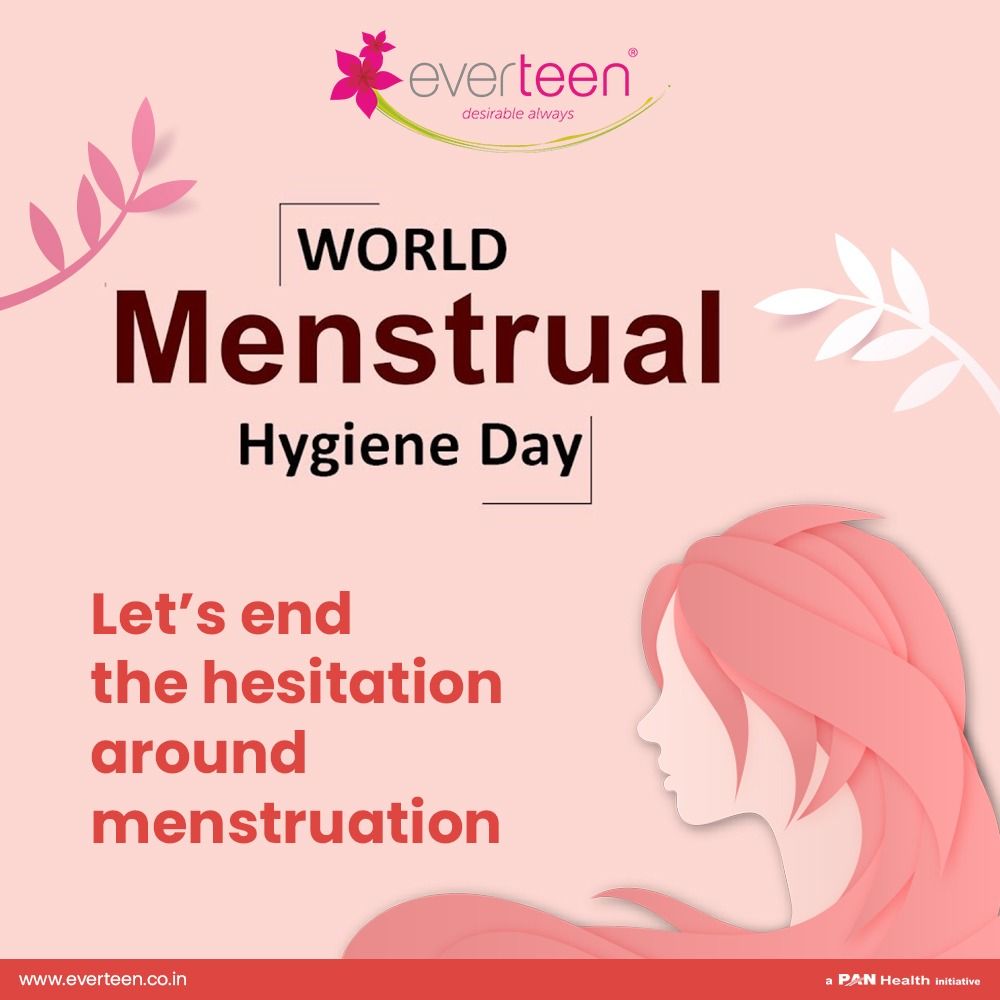 everteen®
desirable always
WORLD
Menstrual
Hygiene Day
Let’s end
the hesitation
around
menstruation
www.everteen.co.in
a PAN Health initiative